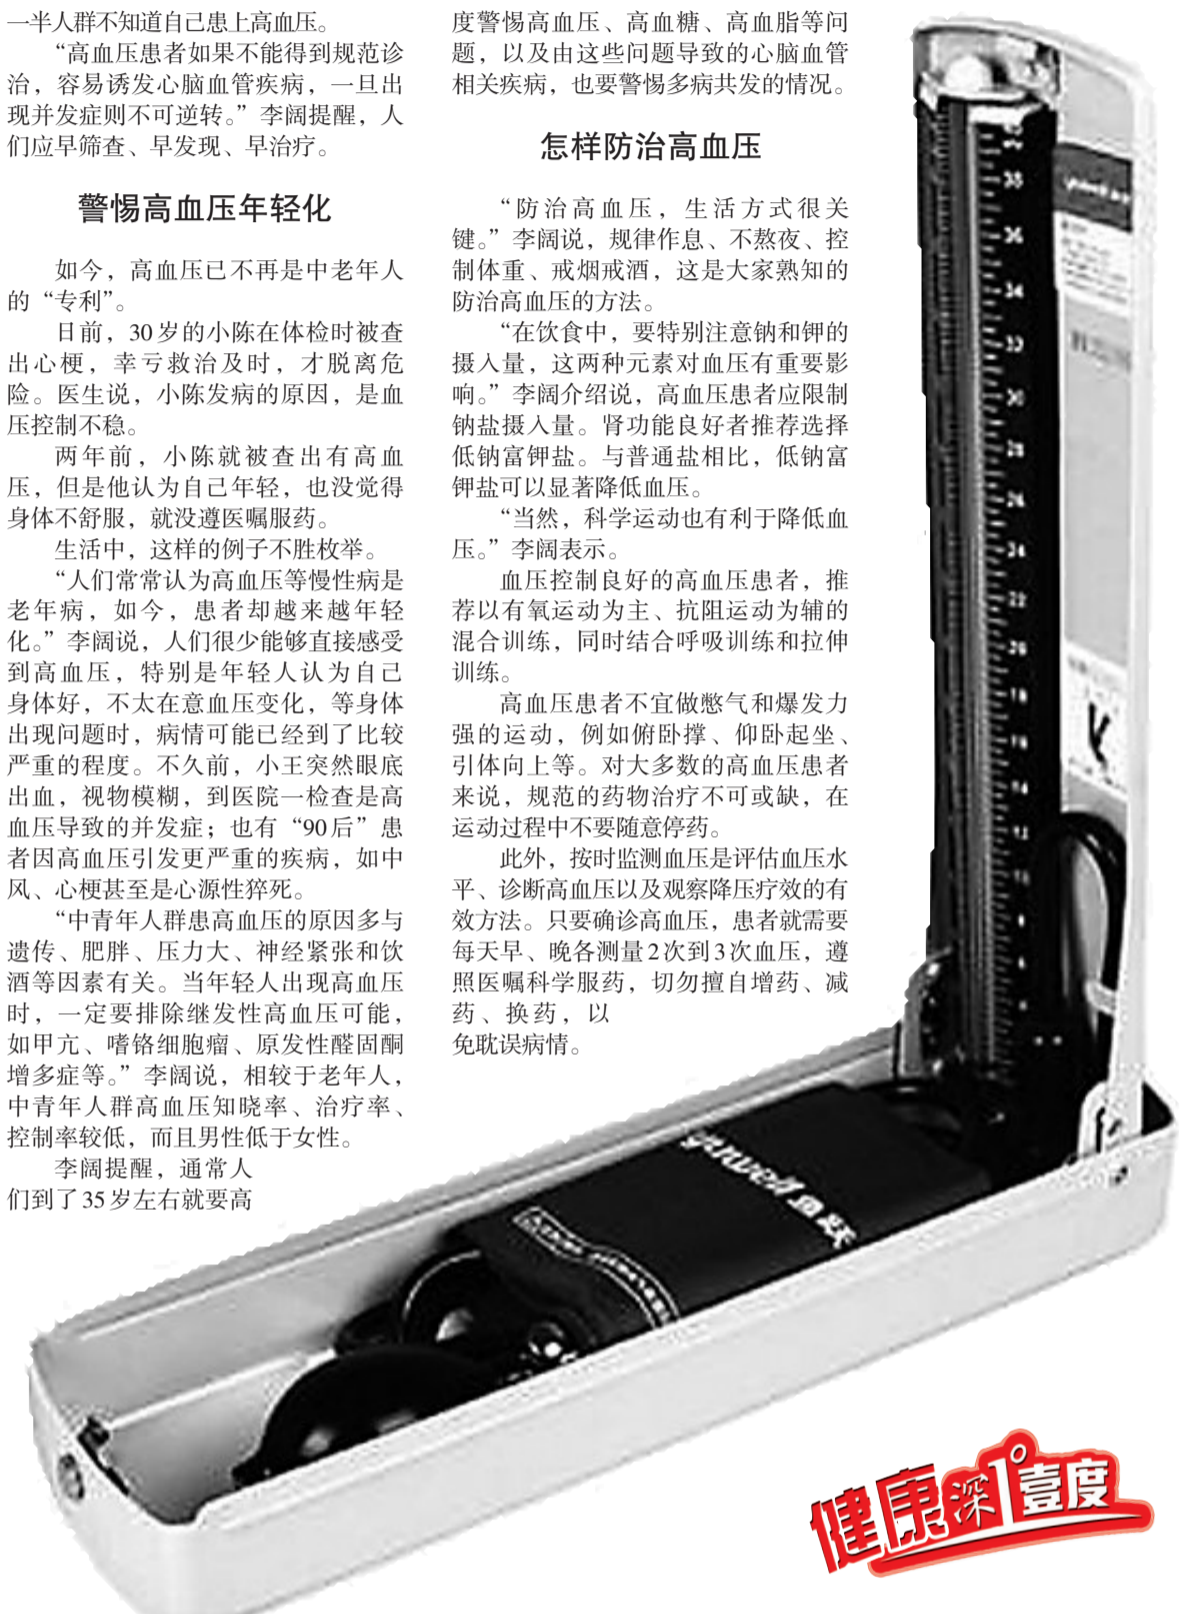 一半人群不知道自己患上高血压。
“高血压患者如果不能得到规范诊
治，容易诱发心脑血管疾病，一旦出
现并发症则不可逆转。”李阔提醒，人
们应早筛查、早发现、早治疗。
警惕高血压年轻化
如今，高血压已不再是中老年人
的“专利”。
日前，30岁的小陈在体检时被查
出心梗，幸亏救治及时，才脱离危
险。医生说，小陈发病的原因，是血
压控制不稳。
两年前，小陈就被查出有高血
压，但是他认为自己年轻，也没觉得
身体不舒服，就没遵医嘱服药。
生活中，这样的例子不胜枚举。
“人们常常认为高血压等慢性病是
老年病，如今，患者却越来越年轻
化。”李阔说，人们很少能够直接感受
到高血压，特别是年轻人认为自己
身体好，不太在意血压变化，等身体
出现问题时，病情可能已经到了比较
严重的程度。不久前，小王突然眼底
出血，视物模糊，到医院一检查是高
血压导致的并发症；也有“90后”患
者因高血压引发更严重的疾病，如中
风、心梗甚至是心源性猝死。
“中青年人群患高血压的原因多与
遗传、肥胖、压力大、神经紧张和饮
酒等因素有关。当年轻人出现高血压
时，一定要排除继发性高血压可能，
如甲亢、嗜铬细胞瘤、原发性醛固酮
增多症等。”李阔说，相较于老年人，
中青年人群高血压知晓率、治疗率、
控制率较低，而且男性低于女性。
李阔提醒，通常人
们到了35岁左右就要高
度警惕高血压、高血糖、高血脂等问
题，以及由这些问题导致的心脑血管
相关疾病，也要警惕多病共发的情况。
怎样防治高血压
“防治高血压，生活方式很关
键。”李阔说，规律作息、不熬夜、控
制体重、戒烟戒酒，这是大家熟知的
防治高血压的方法。
“在饮食中，要特别注意钠和钾的
摄入量，这两种元素对血压有重要影
响。”李阔介绍说，高血压患者应限制
钠盐摄入量。肾功能良好者推荐选择
低钠富钾盐。与普通盐相比，低钠富
钾盐可以显著降低血压。
“当然，科学运动也有利于降低血
压。”李阔表示。
血压控制良好的高血压患者，推
荐以有氧运动为主、抗阻运动为辅的
混合训练，同时结合呼吸训练和拉伸
训练。
高血压患者不宜做憋气和爆发力
强的运动，例如俯卧撑、仰卧起坐、
引体向上等。对大多数的高血压患者
来说，规范的药物治疗不可或缺，在
运动过程中不要随意停药。
此外，按时监测血压是评估血压水
平、诊断高血压以及观察降压疗效的有
效方法。只要确诊高血压，患者就需要
每天早、晚各测量2次到3次血压，遵
照医嘱科学服药，切勿擅自增药、减
药、换药，以
免耽误病情。
36
34
32
30
28
26
24
22
20
18
16
14
12
yuwell 鱼跃
健康深1°壹度